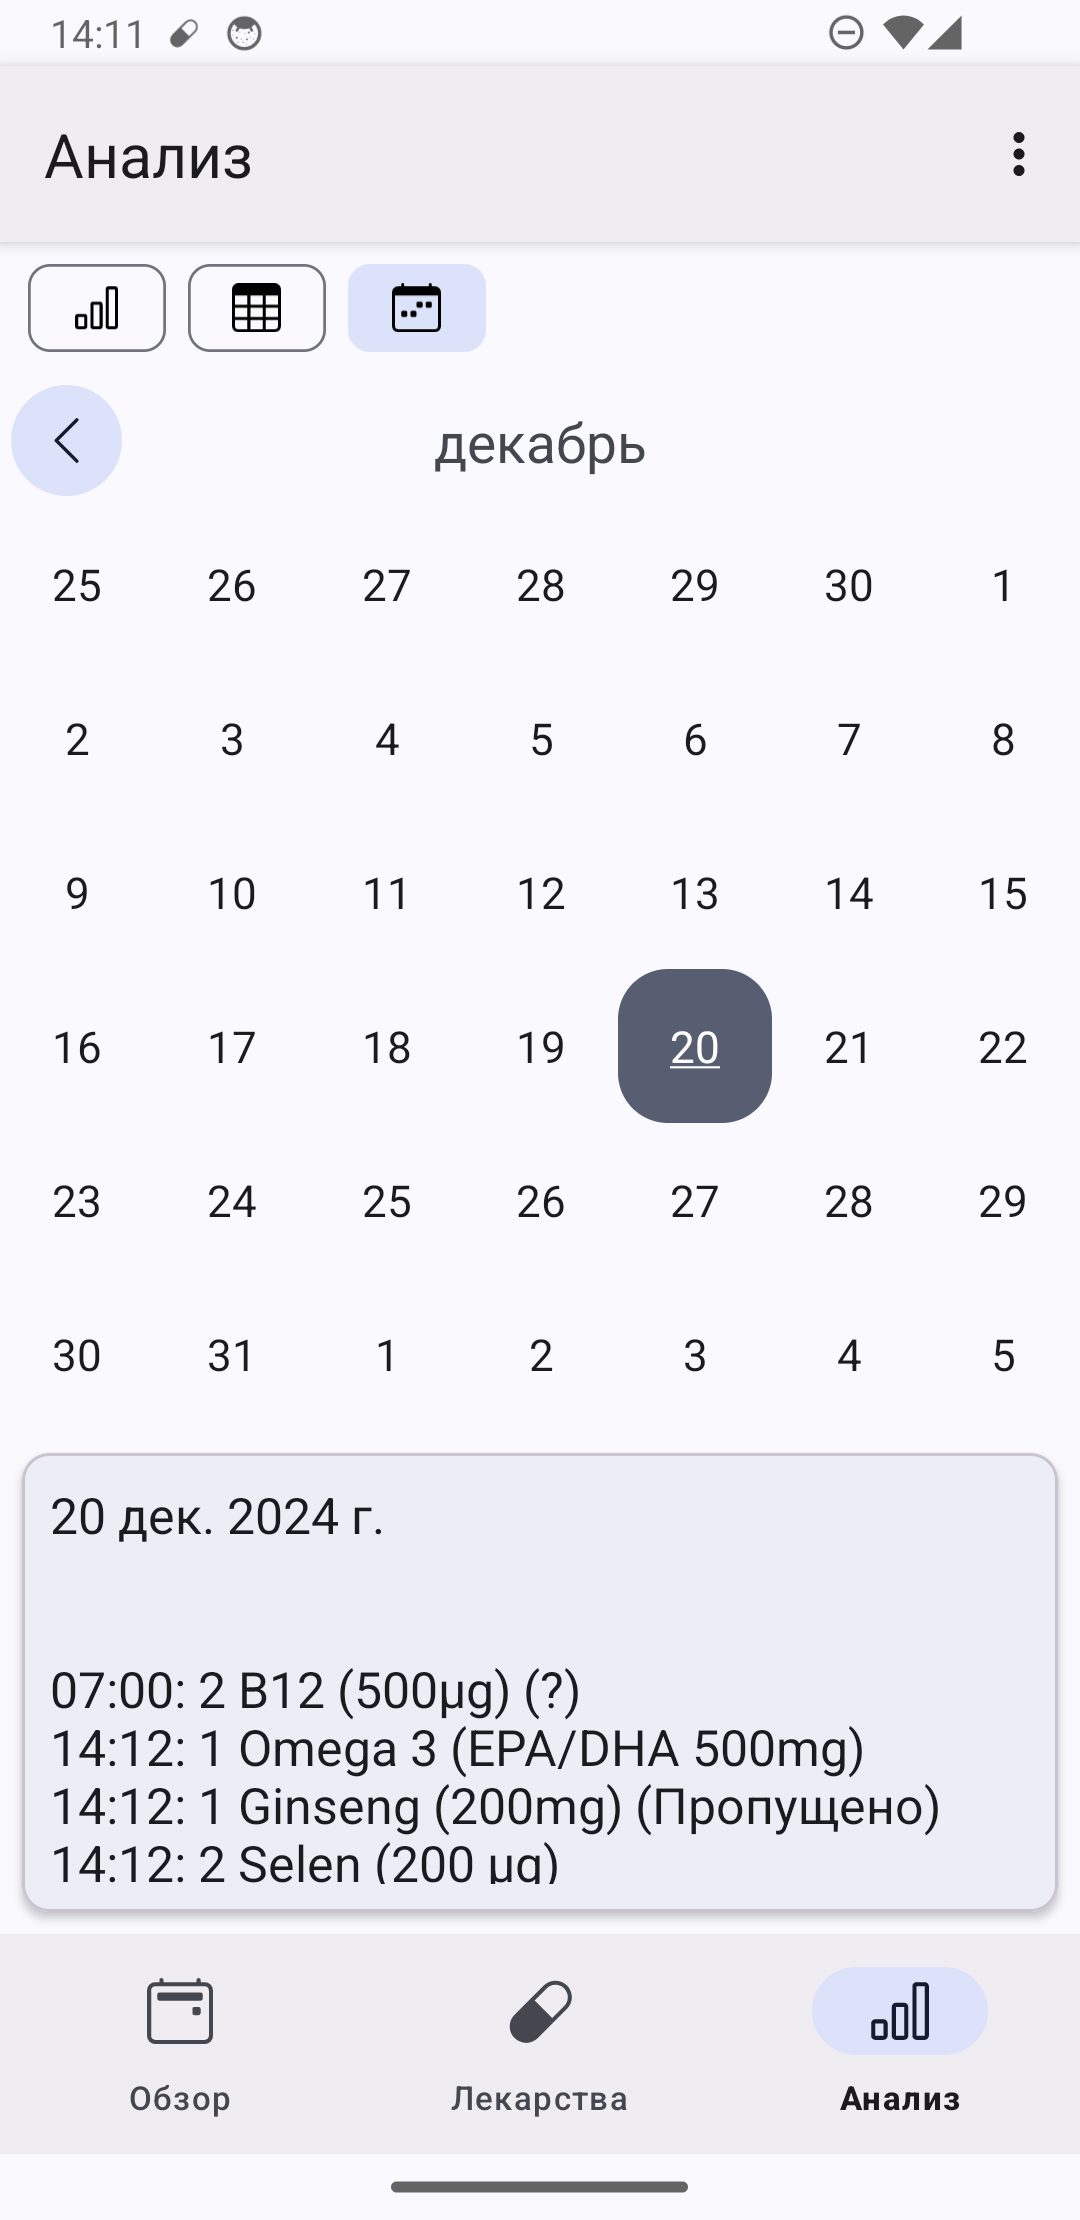 14:11
Анализ
декабрь
25 26 27 28 29 30 1
2 3 4 5 6 7 8
9 10 11 12 13 14 15
16 17 18 19 20 21 22
23 24 25 26 27 28 29
30 31 1 2 3 4 5
20 дек. 2024 г.
07:00: 2 B12 (500µg) (?)
14:12: 1 Omega 3 (EPA/DHA 500mg)
14:12: 1 Ginseng (200mg) (Пропущено)
14:12: 2 Selen (200 µg)
Обзор Лекарства Анализ